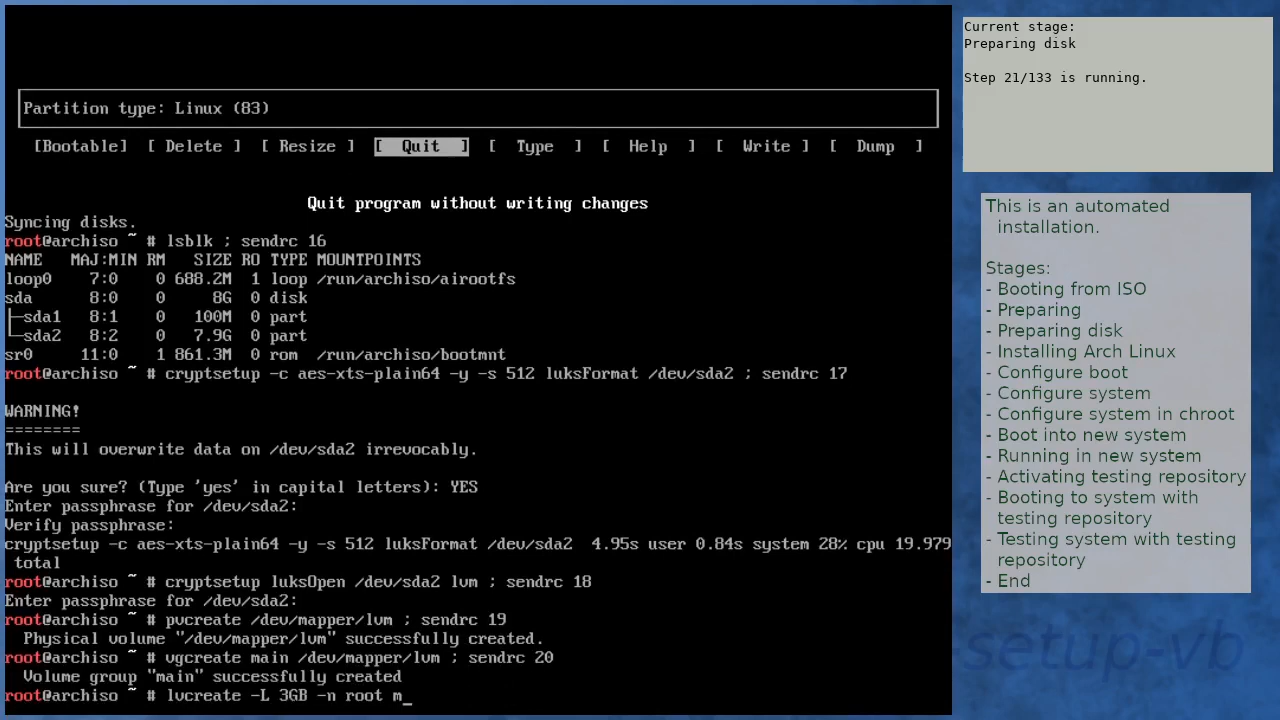 Partition type: Linux (83)
[Bootable] [ Delete ] [ Resize ] [ Quit ] [ Type ] [ Help ] [ Write ] [ Dump ]
Quit program without writing changes
Syncing disks.
root@archiso ~ # lsblk ; sendrc 16
NAME MAJ:MIN RM SIZE RO TYPE MOUNTPOINTS
loop0 7:0 0 688.2M 1 loop /run/archiso/airootfs
sda 8:0 0 8G 0 disk
├─sda1 8:1 0 100M 0 part
└─sda2 8:2 0 7.9G 0 part
sr0 11:0 1 861.3M 0 rom /run/archiso/bootmnt
root@archiso ~ # cryptsetup -c aes-xts-plain64 -y -s 512 luksFormat /dev/sda2 ; sendrc 17
WARNING!
========
This will overwrite data on /dev/sda2 irrevocably.
Are you sure? (Type 'yes' in capital letters): YES
Enter passphrase for /dev/sda2:
Verify passphrase:
cryptsetup -c aes-xts-plain64 -y -s 512 luksFormat /dev/sda2 4.95s user 0.84s system 28% cpu 19.979
total
root@archiso ~ # cryptsetup luksOpen /dev/sda2 lvm ; sendrc 18
Enter passphrase for /dev/sda2:
root@archiso ~ # pvcreate /dev/mapper/lvm ; sendrc 19
Physical volume "/dev/mapper/lvm" successfully created.
root@archiso ~ # vgcreate main /dev/mapper/lvm ; sendrc 20
Volume group "main" successfully created
root@archiso ~ # lvcreate -L 3GB -n root m_
Current stage:
Preparing disk
Step 21/133 is running.
This is an automated
installation.
Stages:
- Booting from ISO
- Preparing
- Preparing disk
- Installing Arch Linux
- Configure boot
- Configure system
- Configure system in chroot
- Boot into new system
- Running in new system
- Activating testing repository
- Booting to system with
testing repository
- Testing system with testing
repository
- End
-setup-vb